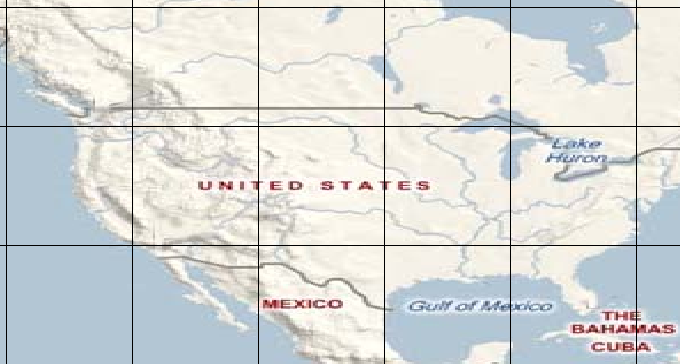 Lake
Huron
UNITED STATES
MEXICO
Gulf of Mexico
THE
BAHAMAS
CUBA